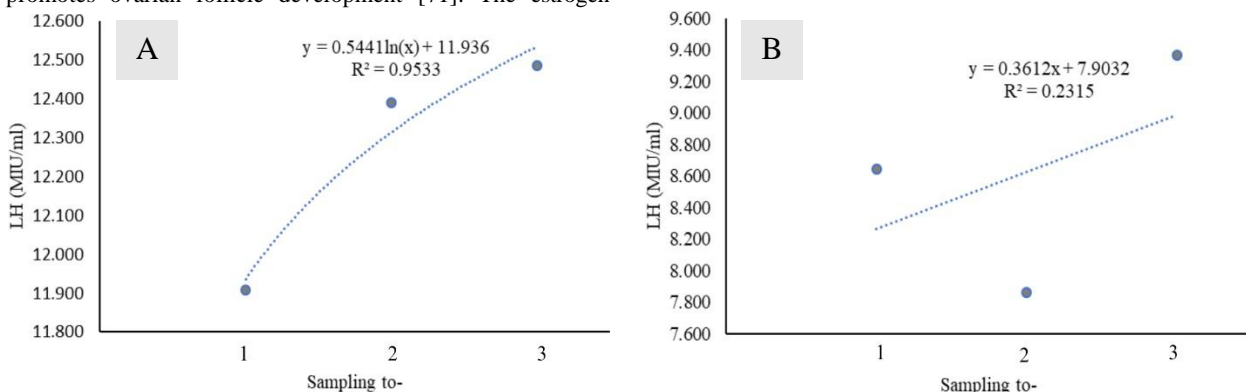 promotes ovarian follicle development [71]. The estrogen
A
y = 0.5441ln(x) + 11.936
R² = 0.9533
12.600
12.500
12.400
12.300
12.200
12.100
12.000
11.900
11.800
LH (MIU/ml)
1 2 3
Sampling to-
B
y = 0.3612x + 7.9032
R² = 0.2315
9.600
9.400
9.200
9.000
8.800
8.600
8.400
8.200
8.000
7.800
7.600
LH (MIU/ml)
1 2 3
Sampling to-